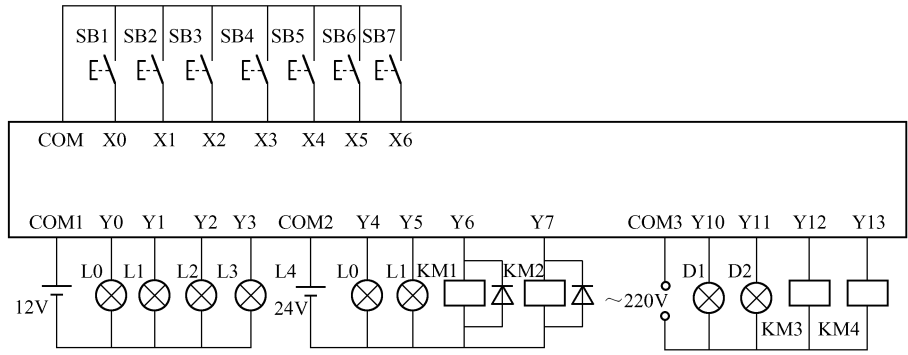 SB1 SB2 SB3 SB4 SB5 SB6 SB7
COM X0 X1 X2 X3 X4 X5 X6
COM1 Y0 Y1 Y2 Y3 COM2 Y4 Y5 Y6 Y7 COM3 Y10 Y11 Y12 Y13
L0 L1 L2 L3 L4 L0 L1 KM1 KM2 D1 D2
12V 24V ～220V
KM3 KM4